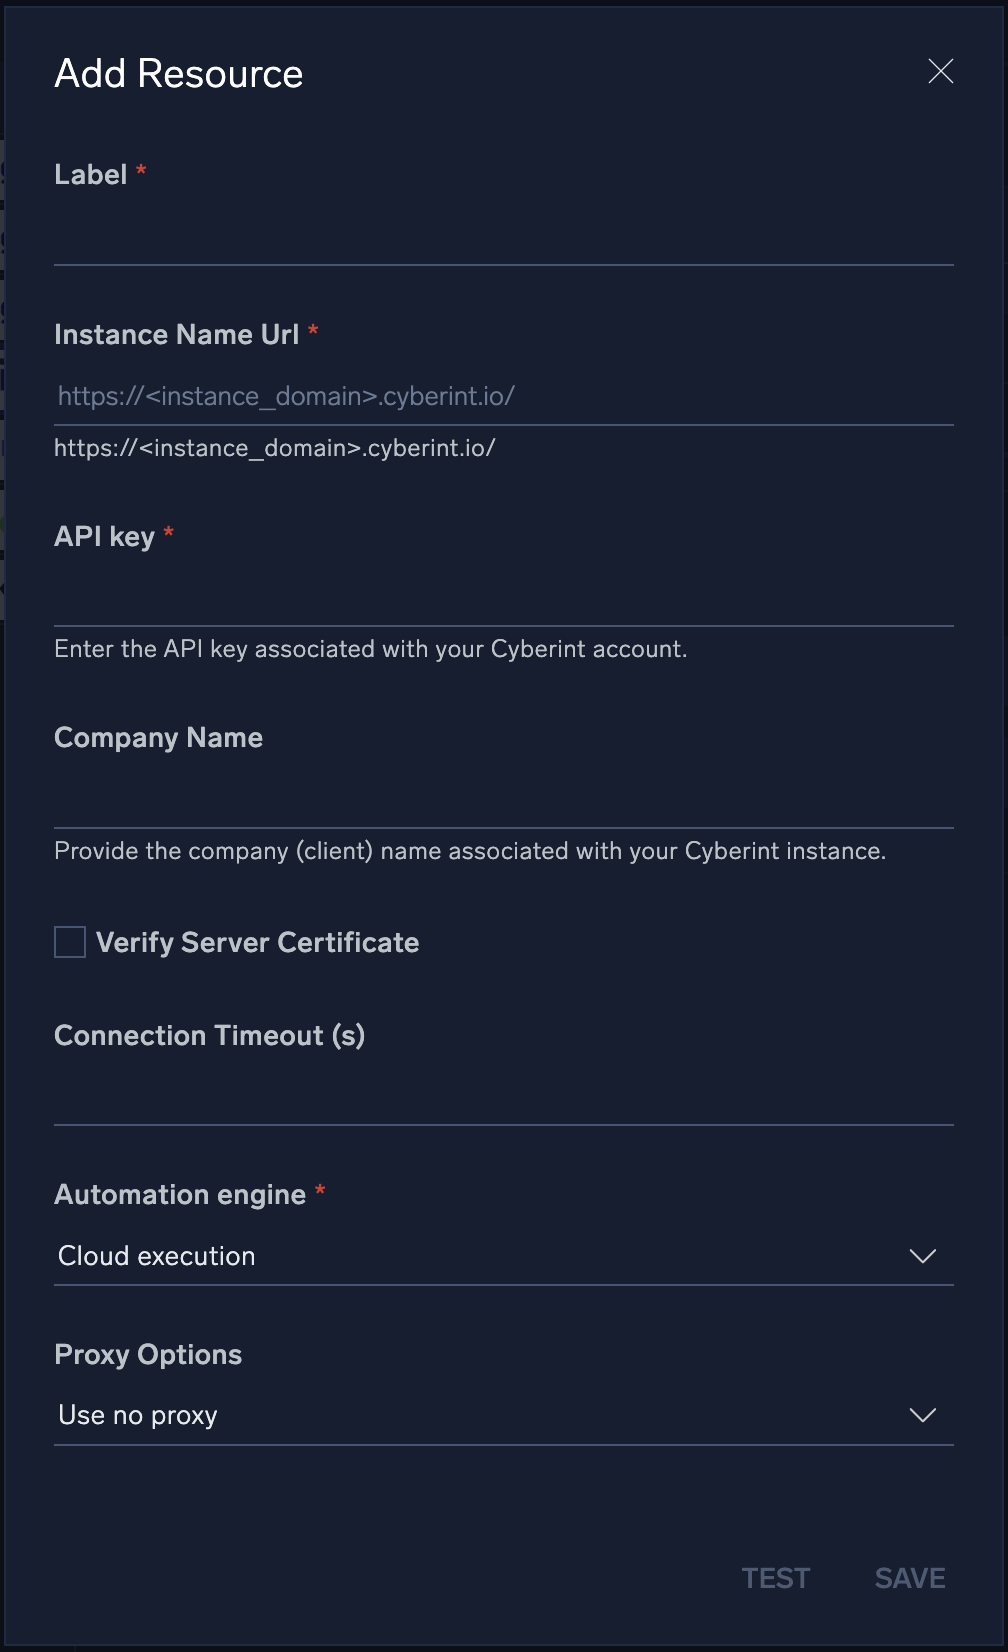 Add Resource
Label *
Instance Name Url *
https://<instance_domain>.cyberint.io/
https://<instance_domain>.cyberint.io/
API key *
Enter the API key associated with your Cyberint account.
Company Name
Provide the company (client) name associated with your Cyberint instance.
Verify Server Certificate
Connection Timeout (s)
Automation engine *
Cloud execution
Proxy Options
Use no proxy
TEST SAVE